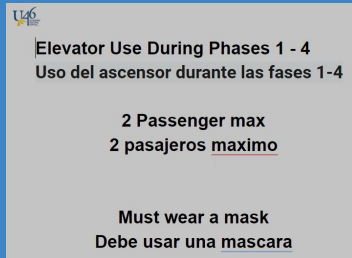 U46
Elevator Use During Phases 1 - 4
Uso del ascensor durante las fases 1-4
2 Passenger max
2 pasajeros maximo
Must wear a mask
Debe usar una mascara